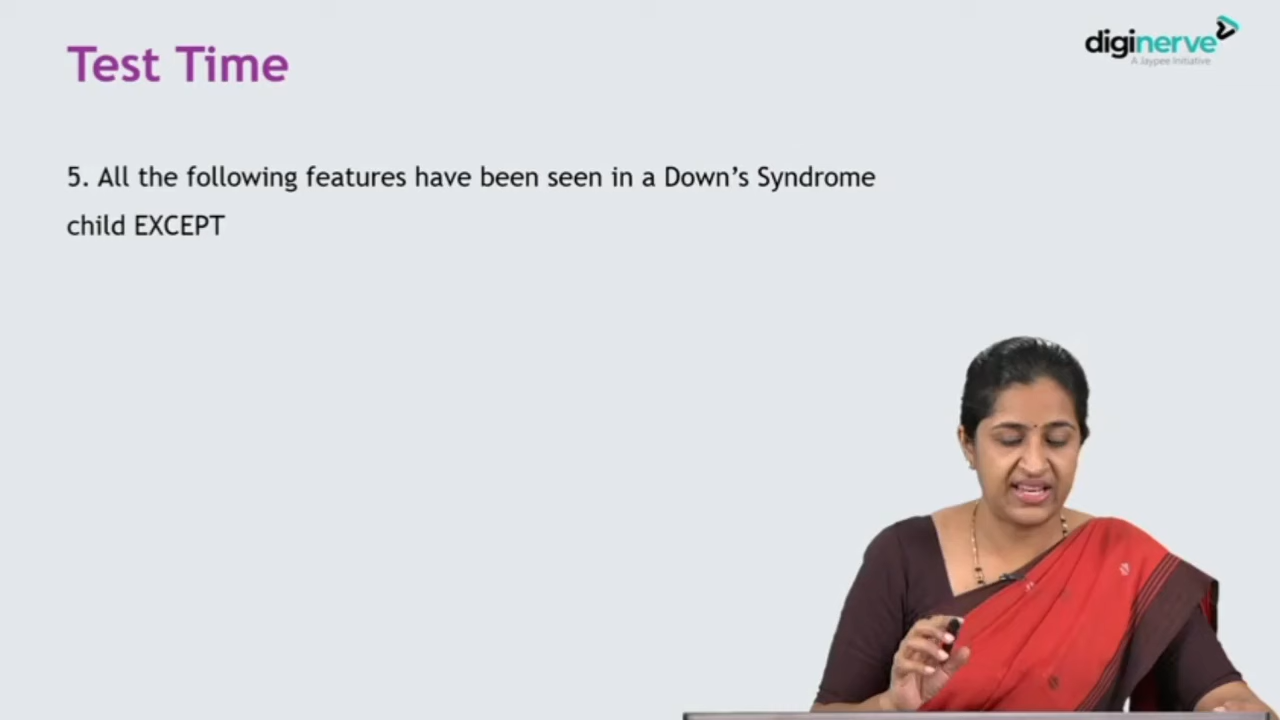 Test Time
diginerve
A Jaypee Initiative
5. All the following features have been seen in a Down’s Syndrome
child EXCEPT